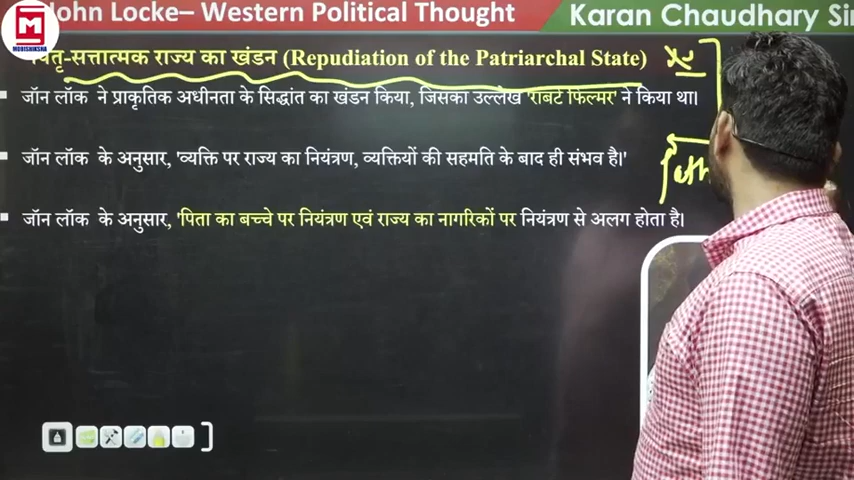 John Locke– Western Political Thought
Karan Chaudhary Sir
MOBISHIKSHA
पितृ-सत्तात्मक राज्य का खंडन (Repudiation of the Patriarchal State)
▪ जॉन लॉक ने प्राकृतिक अधीनता के सिद्धांत का खंडन किया, जिसका उल्लेख 'रॉबर्ट फिल्मर' ने किया था।
▪ जॉन लॉक के अनुसार, 'व्यक्ति पर राज्य का नियंत्रण, व्यक्तियों की सहमति के बाद ही संभव है।'
▪ जॉन लॉक के अनुसार, 'पिता का बच्चे पर नियंत्रण एवं राज्य का नागरिकों पर नियंत्रण से अलग होता है।